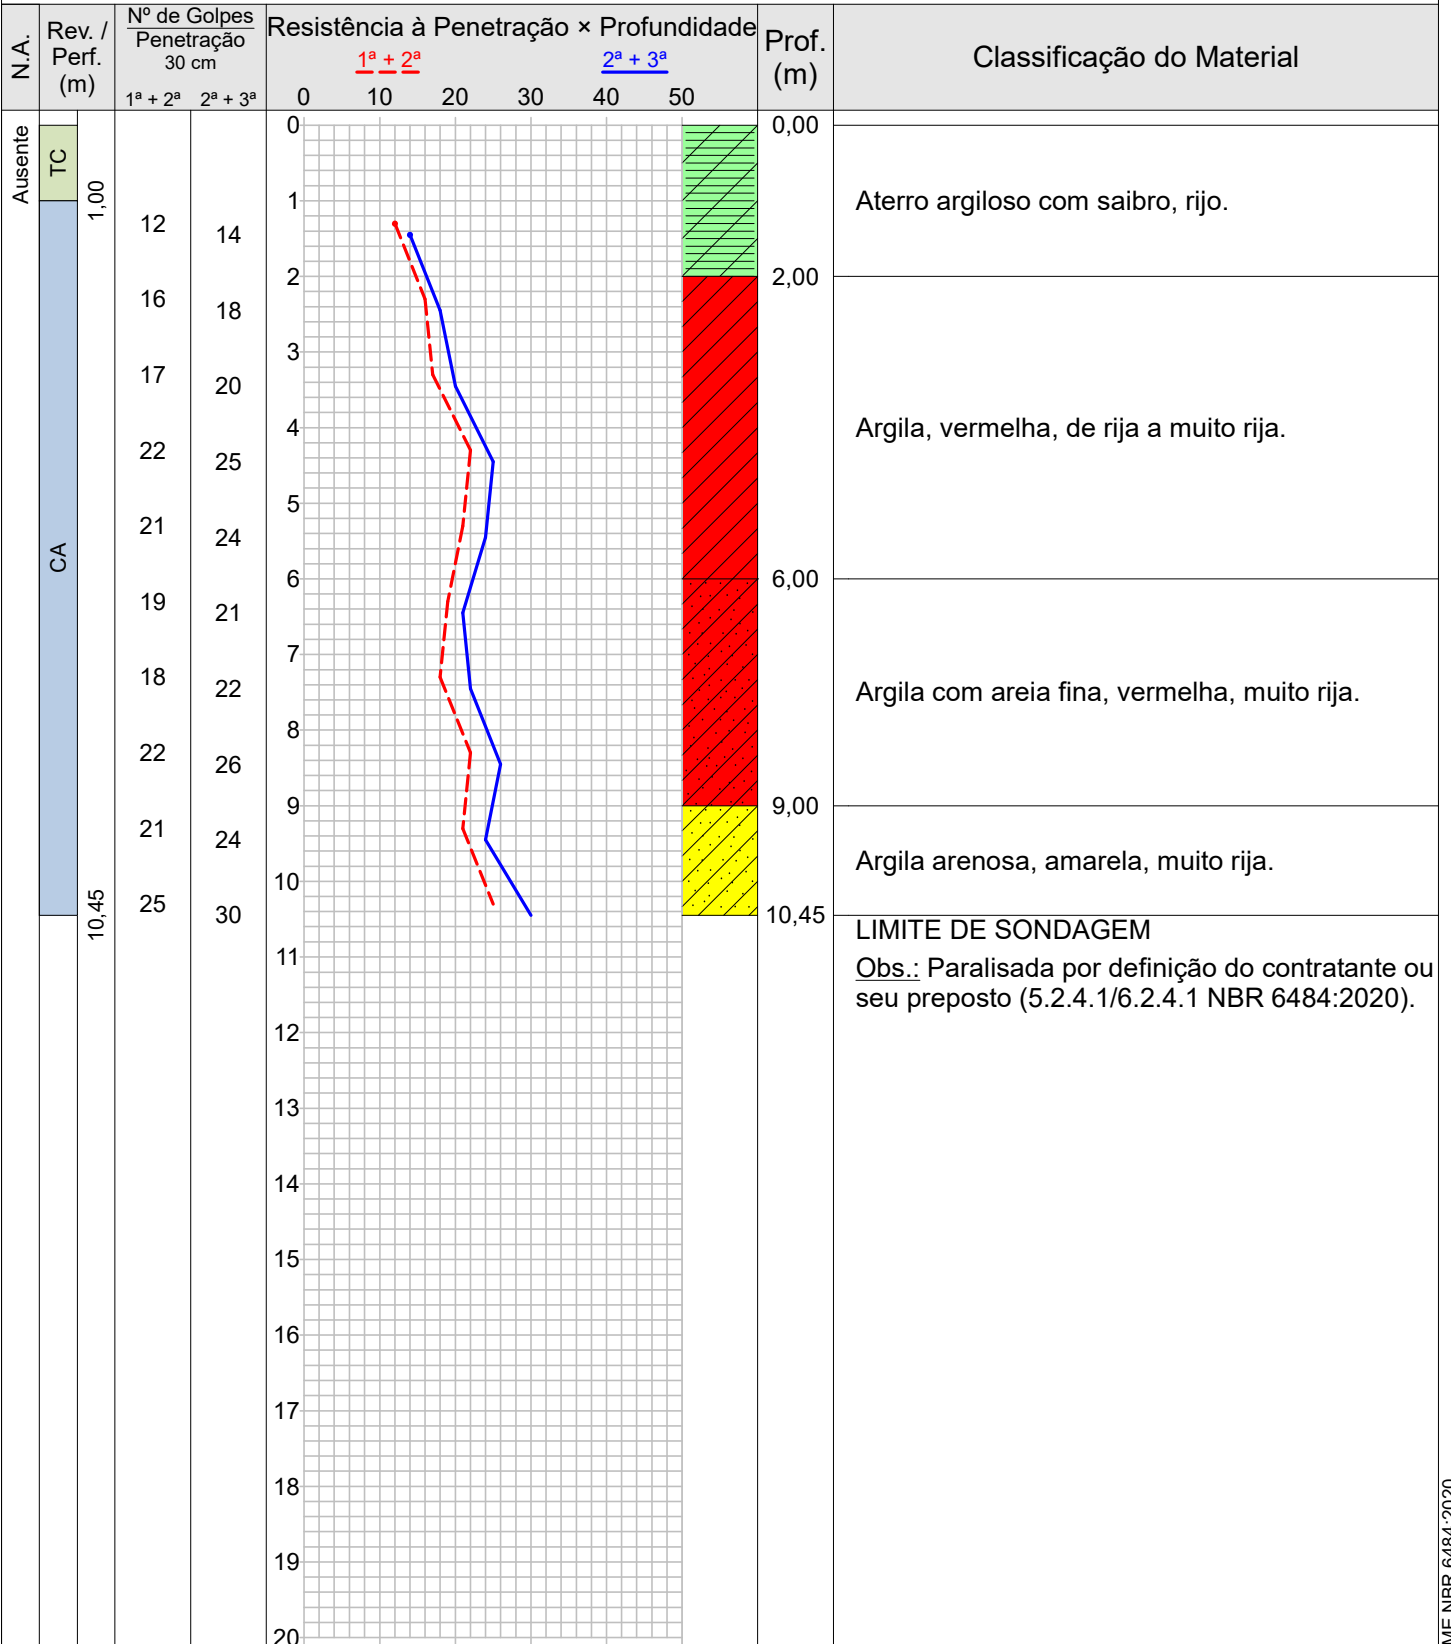 N.A.
Rev. /
Perf.
(m)
Nº de Golpes
Penetração
30 cm
1ª + 2ª 2ª + 3ª
Resistência à Penetração × Profundidade
1ª + 2ª 2ª + 3ª
0 10 20 30 40 50
Prof.
(m)
Classificação do Material
Ausente
TC
1,00
CA
10,45
12 14
16 18
17 20
22 25
21 24
19 21
18 22
22 26
21 24
25 30
0
1
2
3
4
5
6
7
8
9
10
11
12
13
14
15
16
17
18
19
20
0,00
Aterro argiloso com saibro, rijo.
2,00
Argila, vermelha, de rija a muito rija.
6,00
Argila com areia fina, vermelha, muito rija.
9,00
Argila arenosa, amarela, muito rija.
10,45
LIMITE DE SONDAGEM
Obs.: Paralisada por definição do contratante ou
seu preposto (5.2.4.1/6.2.4.1 NBR 6484:2020).
ME NBR 6484:2020